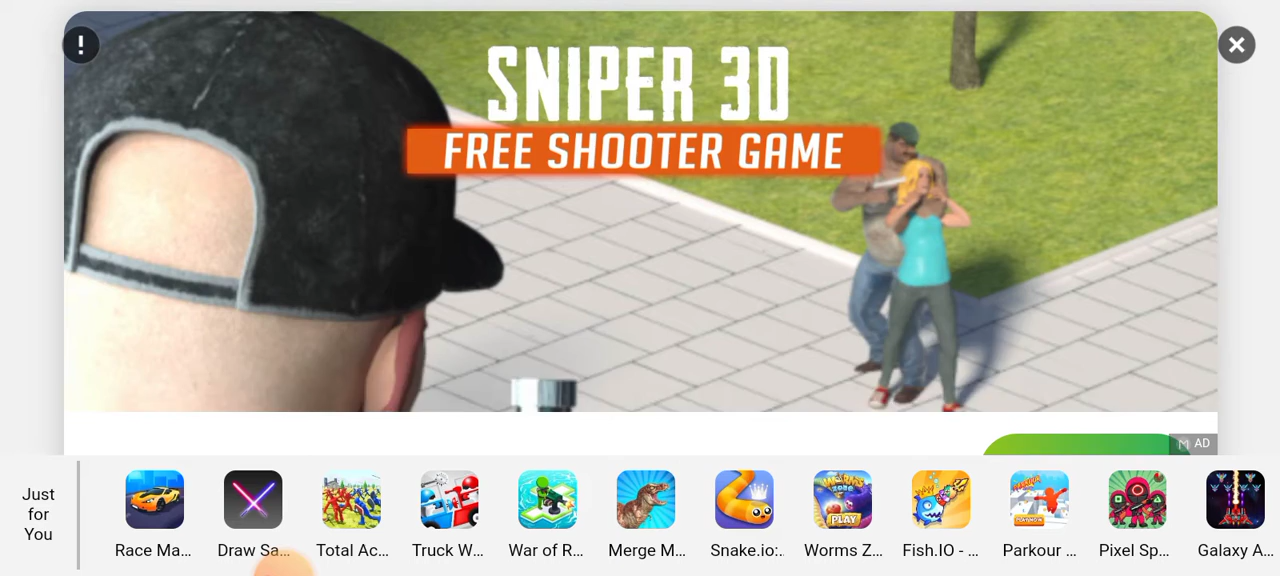 !
SNIPER 3D
FREE SHOOTER GAME
AD
Just
for
You
Race Ma...
Draw Sa...
Total Ac...
Truck W...
War of R...
Merge M...
Snake.io:..
Worms Z...
Fish.IO - ...
Parkour ...
Pixel Sp...
Galaxy A...
PLAY